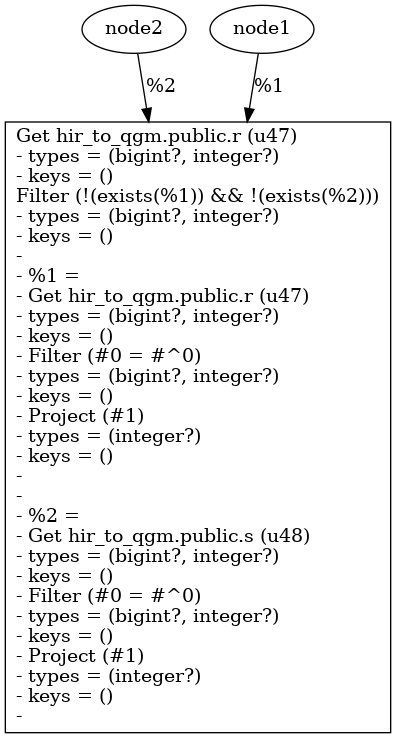 node2
node1
%2
%1
Get hir_to_qgm.public.r (u47)
- types = (bigint?, integer?)
- keys = ()
Filter (!(exists(%1)) && !(exists(%2)))
- types = (bigint?, integer?)
- keys = ()
-
- %1 =
- Get hir_to_qgm.public.r (u47)
- types = (bigint?, integer?)
- keys = ()
- Filter (#0 = #^0)
- types = (bigint?, integer?)
- keys = ()
- Project (#1)
- types = (integer?)
- keys = ()
-
-
- %2 =
- Get hir_to_qgm.public.s (u48)
- types = (bigint?, integer?)
- keys = ()
- Filter (#0 = #^0)
- types = (bigint?, integer?)
- keys = ()
- Project (#1)
- types = (integer?)
- keys = ()
-